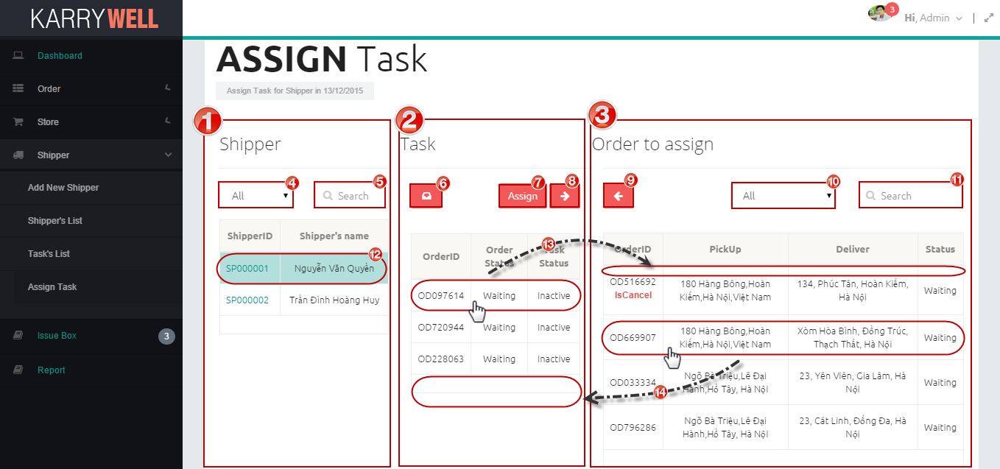 KARRYWELL
3
Hi, Admin
Dashboard
Order
Store
Shipper
Add New Shipper
Shipper's List
Task's List
Assign Task
Issue Box
3
Report
ASSIGN Task
Assign Task for Shipper in 13/12/2015
1
Shipper
4
All
5
Search
ShipperID Shipper's name
12
SP000001 Nguyễn Văn Quyền
SP000002 Trần Đình Hoàng Huy
2
Task
6
7
Assign
8
13
OrderID Order Status Task Status
OD097614 Waiting Inactive
OD720944 Waiting Inactive
OD228063 Waiting Inactive
3
Order to assign
9
10
All
11
Search
OrderID PickUp Deliver Status
OD516692 180 Hàng Bông,Hoàn 134, Phúc Tân, Hoàn Kiếm, Waiting
IsCancel Kiếm,Hà Nội,Việt Nam Hà Nội
OD669907 180 Hàng Bông,Hoàn Xòm Hòa Bình, Đồng Trúc, Waiting
Kiếm,Hà Nội,Việt Nam Thạch Thất, Hà Nội
OD033334 Ngõ Bà Triệu,Lê Đại 23, Yên Viên, Gia Lâm, Hà Waiting
Hành,Hồ Tây, Hà Nội Nội
14
OD796286 Ngõ Bà Triệu,Lê Đại 23, Cát Linh, Đống Đa, Hà Waiting
Hành,Hồ Tây, Hà Nội Nội